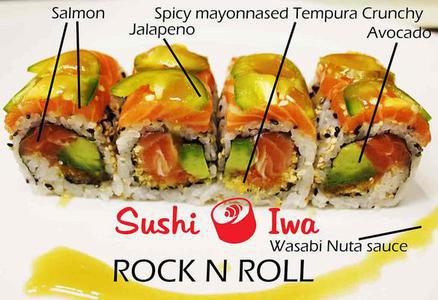 Salmon
Spicy mayonnased Tempura Crunchy
Jalapeno
Avocado
Sushi Iwa
Wasabi Nuta sauce
ROCK N ROLL